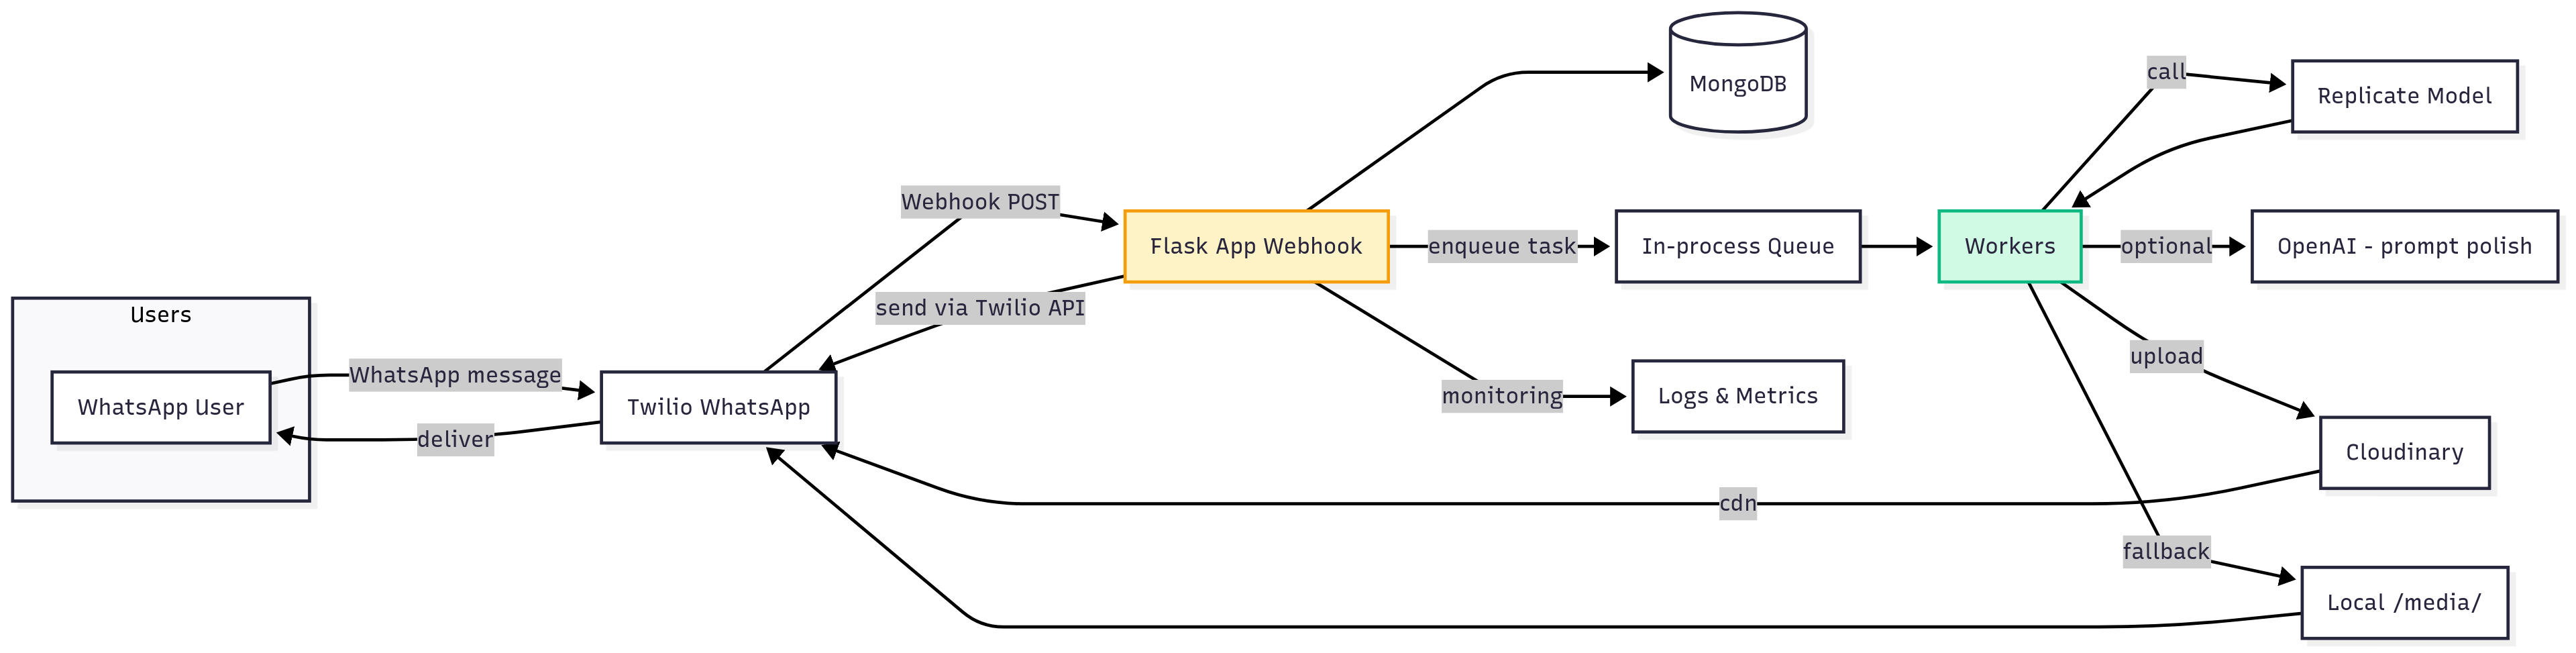 Users
WhatsApp User
WhatsApp message
deliver
Twilio WhatsApp
Webhook POST
send via Twilio API
Flask App Webhook
enqueue task
monitoring
MongoDB
In-process Queue
Logs & Metrics
cdn
Workers
call
optional
upload
fallback
Replicate Model
OpenAI - prompt polish
Cloudinary
Local /media/